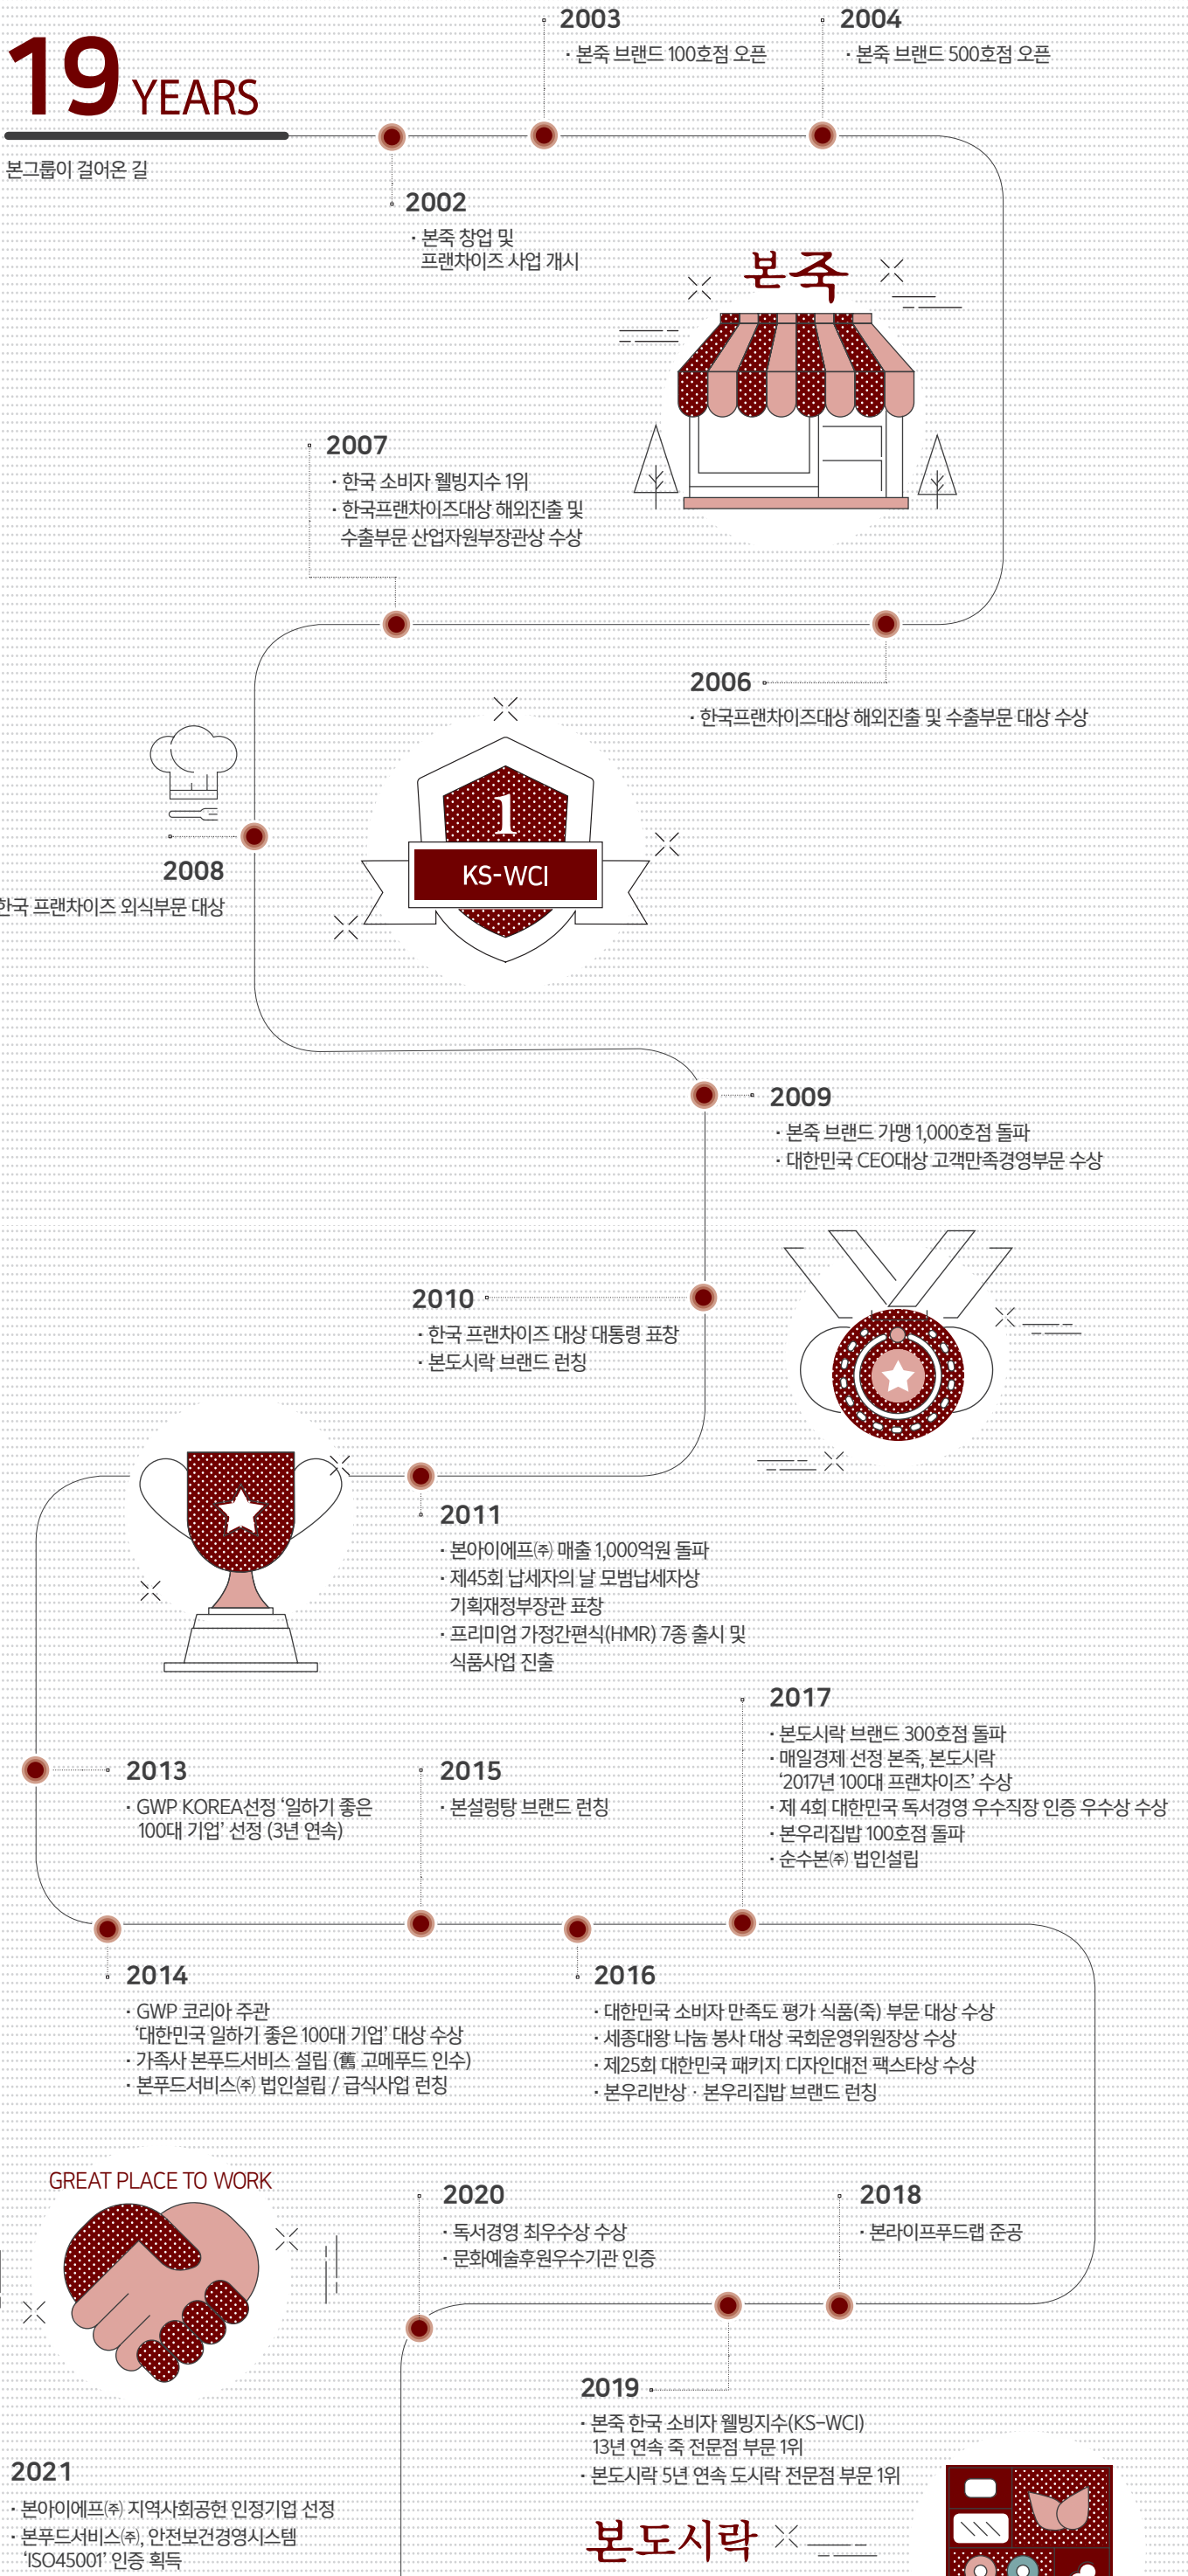 19 YEARS
본그룹이 걸어온 길
2002
· 본죽 창업 및
프랜차이즈 사업 개시
2003
· 본죽 브랜드 100호점 오픈
2004
· 본죽 브랜드 500호점 오픈
본죽
2006
· 한국프랜차이즈대상 해외진출 및 수출부문 대상 수상
2007
· 한국 소비자 웰빙지수 1위
· 한국프랜차이즈대상 해외진출 및
수출부문 산업자원부장관상 수상
1
KS-WCI
2008
한국 프랜차이즈 외식부문 대상
2009
· 본죽 브랜드 가맹 1,000호점 돌파
· 대한민국 CEO대상 고객만족경영부문 수상
2010
· 한국 프랜차이즈 대상 대통령 표창
· 본도시락 브랜드 런칭
2011
· 본아이에프㈜ 매출 1,000억원 돌파
· 제45회 납세자의 날 모범납세자상
기획재정부장관 표창
· 프리미엄 가정간편식(HMR) 7종 출시 및
식품사업 진출
2013
· GWP KOREA선정 ‘일하기 좋은
100대 기업’ 선정 (3년 연속)
2014
· GWP 코리아 주관
‘대한민국 일하기 좋은 100대 기업’ 대상 수상
· 가족사 본푸드서비스 설립 (舊 고메푸드 인수)
· 본푸드서비스㈜ 법인설립 / 급식사업 런칭
2015
· 본설렁탕 브랜드 런칭
2016
· 대한민국 소비자 만족도 평가 식품(죽) 부문 대상 수상
· 세종대왕 나눔 봉사 대상 국회운영위원장상 수상
· 제25회 대한민국 패키지 디자인대전 팩스타상 수상
· 본우리반상 · 본우리집밥 브랜드 런칭
2017
· 본도시락 브랜드 300호점 돌파
· 매일경제 선정 본죽, 본도시락
‘2017년 100대 프랜차이즈’ 수상
· 제 4회 대한민국 독서경영 우수직장 인증 우수상 수상
· 본우리집밥 100호점 돌파
· 순수본㈜ 법인설립
GREAT PLACE TO WORK
2018
· 본라이프푸드랩 준공
2019
· 본죽 한국 소비자 웰빙지수(KS-WCI)
13년 연속 죽 전문점 부문 1위
· 본도시락 5년 연속 도시락 전문점 부문 1위
본도시락
2020
· 독서경영 최우수상 수상
· 문화예술후원우수기관 인증
2021
· 본아이에프㈜ 지역사회공헌 인정기업 선정
· 본푸드서비스㈜, 안전보건경영시스템
‘ISO45001’ 인증 획득